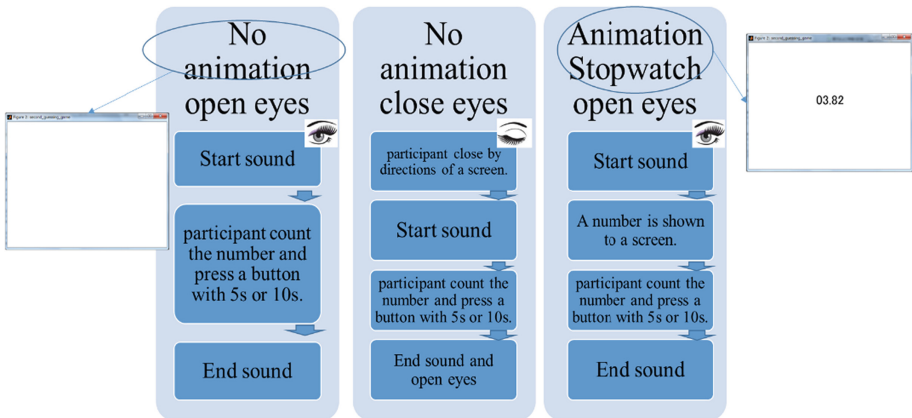 No
animation
open eyes
Start sound
participant count
the number and
press a button
with 5s or 10s.
End sound
No
animation
close eyes
participant close by
directions of a screen.
Start sound
participant count the
number and press a
button with 5s or 10s.
End sound and
open eyes
Animation
Stopwatch
open eyes
Start sound
A number is shown
to a screen.
participant count the
number and press a
button with 5s or 10s.
End sound
03.82